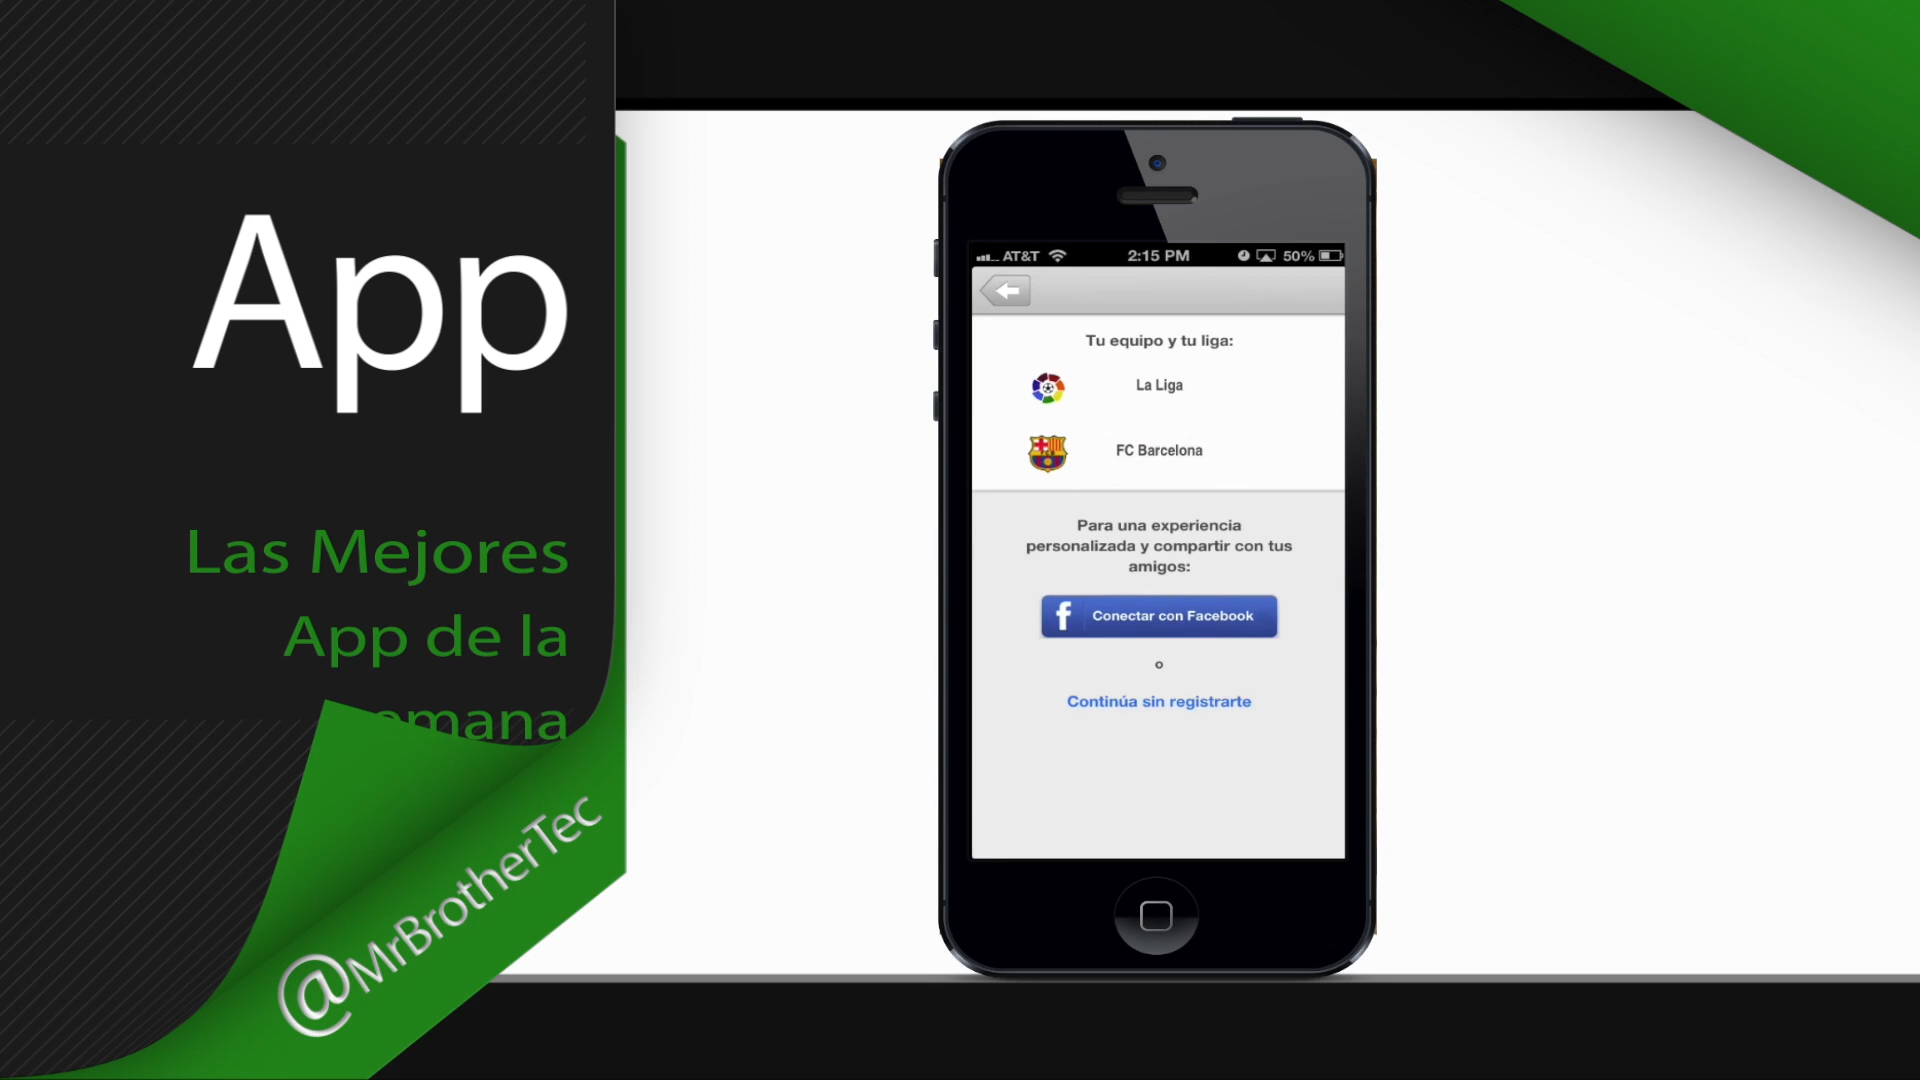 App
Las Mejores
App de la
emana
@MrBrotherTec
AT&T 2:15 PM 50%
Tu equipo y tu liga:
La Liga
FC Barcelona
Para una experiencia
personalizada y compartir con tus
amigos:
f Conectar con Facebook
o
Continúa sin registrarte